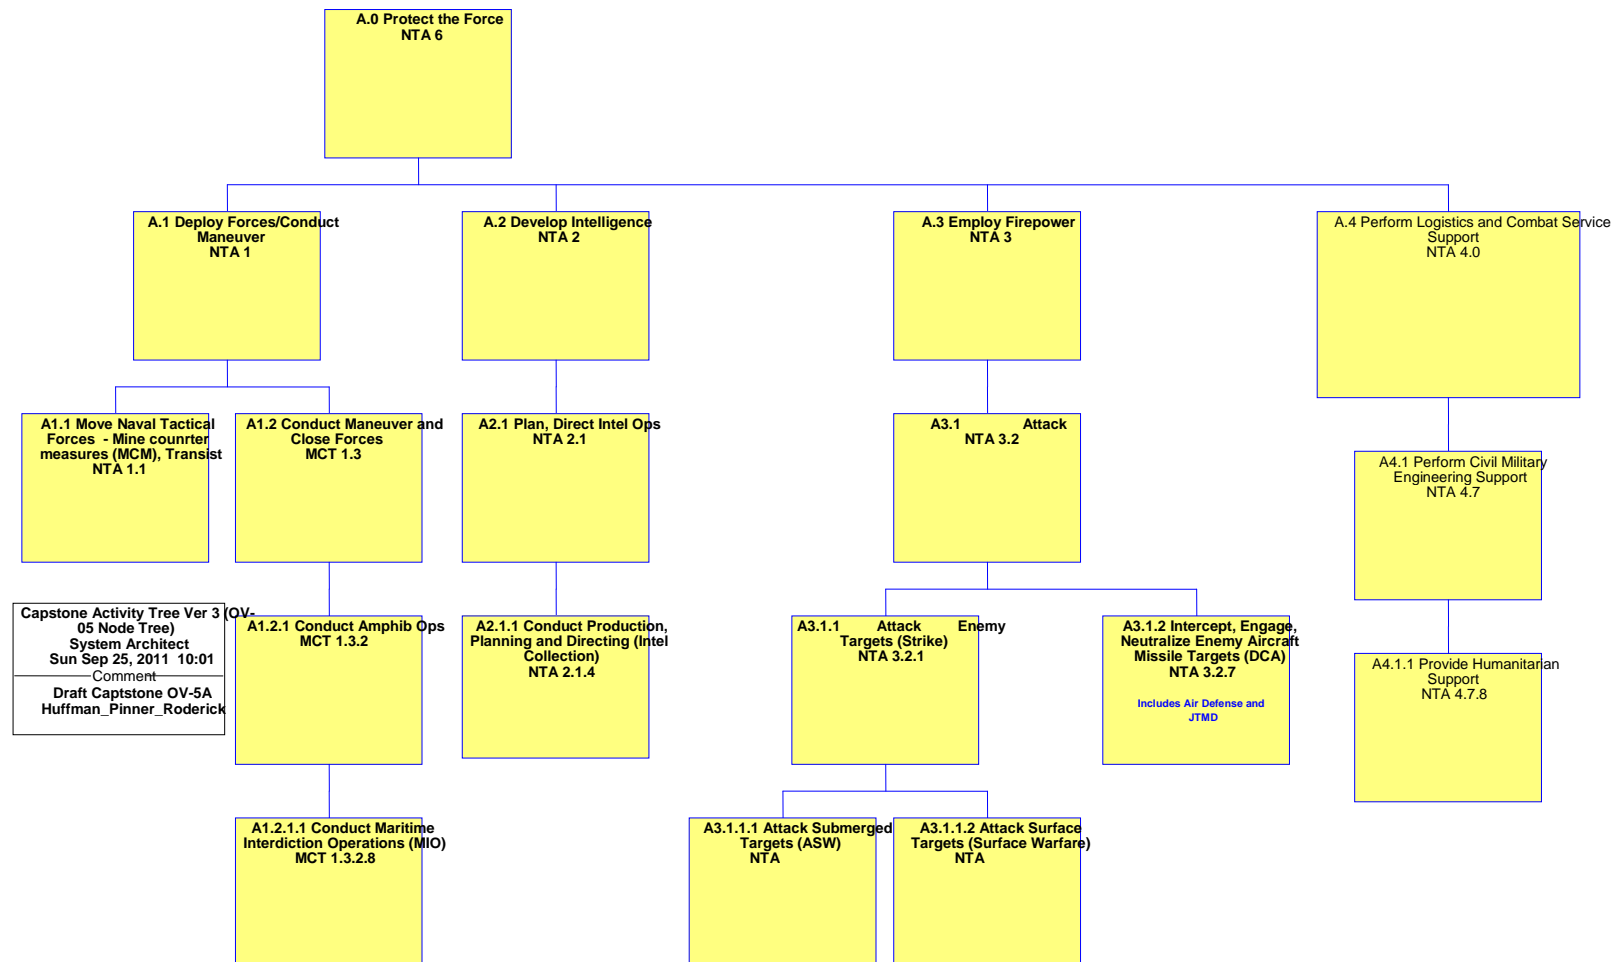 A.0 Protect the Force
NTA 6
A.1 Deploy Forces/Conduct
Maneuver
NTA 1
A.2 Develop Intelligence
NTA 2
A.3 Employ Firepower
NTA 3
A.4 Perform Logistics and Combat Service
Support
NTA 4.0
A1.1 Move Naval Tactical
Forces - Mine counrter
measures (MCM), Transist
NTA 1.1
A1.2 Conduct Maneuver and
Close Forces
MCT 1.3
A2.1 Plan, Direct Intel Ops
NTA 2.1
A3.1 Attack
NTA 3.2
A4.1 Perform Civil Military
Engineering Support
NTA 4.7
Capstone Activity Tree Ver 3 (OV-
05 Node Tree)
System Architect
Sun Sep 25, 2011 10:01
Comment
Draft Captstone OV-5A
Huffman_Pinner_Roderick
A1.2.1 Conduct Amphib Ops
MCT 1.3.2
A2.1.1 Conduct Production,
Planning and Directing (Intel
Collection)
NTA 2.1.4
A3.1.1 Attack Enemy
Targets (Strike)
NTA 3.2.1
A3.1.2 Intercept, Engage,
Neutralize Enemy Aircraft
Missile Targets (DCA)
NTA 3.2.7
Includes Air Defense and
JTMD
A4.1.1 Provide Humanitarian
Support
NTA 4.7.8
A1.2.1.1 Conduct Maritime
Interdiction Operations (MIO)
MCT 1.3.2.8
A3.1.1.1 Attack Submerged
Targets (ASW)
NTA
A3.1.1.2 Attack Surface
Targets (Surface Warfare)
NTA